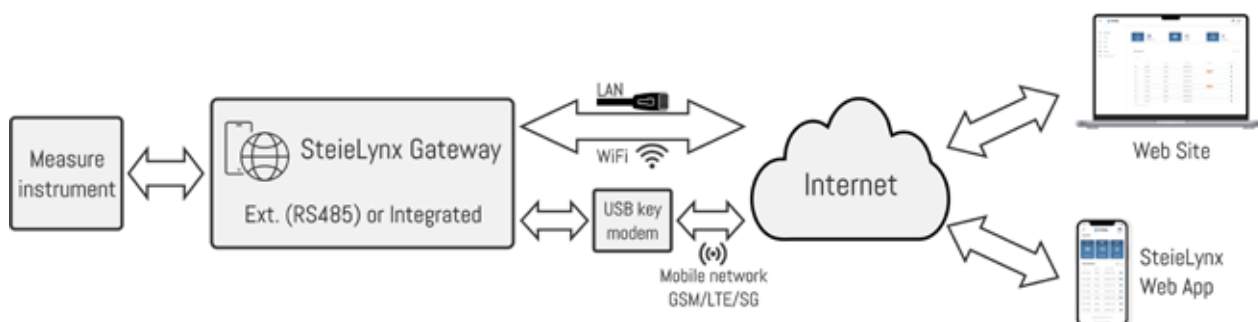 Measure
instrument
SteieLynx Gateway
Ext. (RS485) or Integrated
LAN
WiFi
USB key
modem
Mobile network
GSM/LTE/SG
Internet
Web Site
SteieLynx
Web App